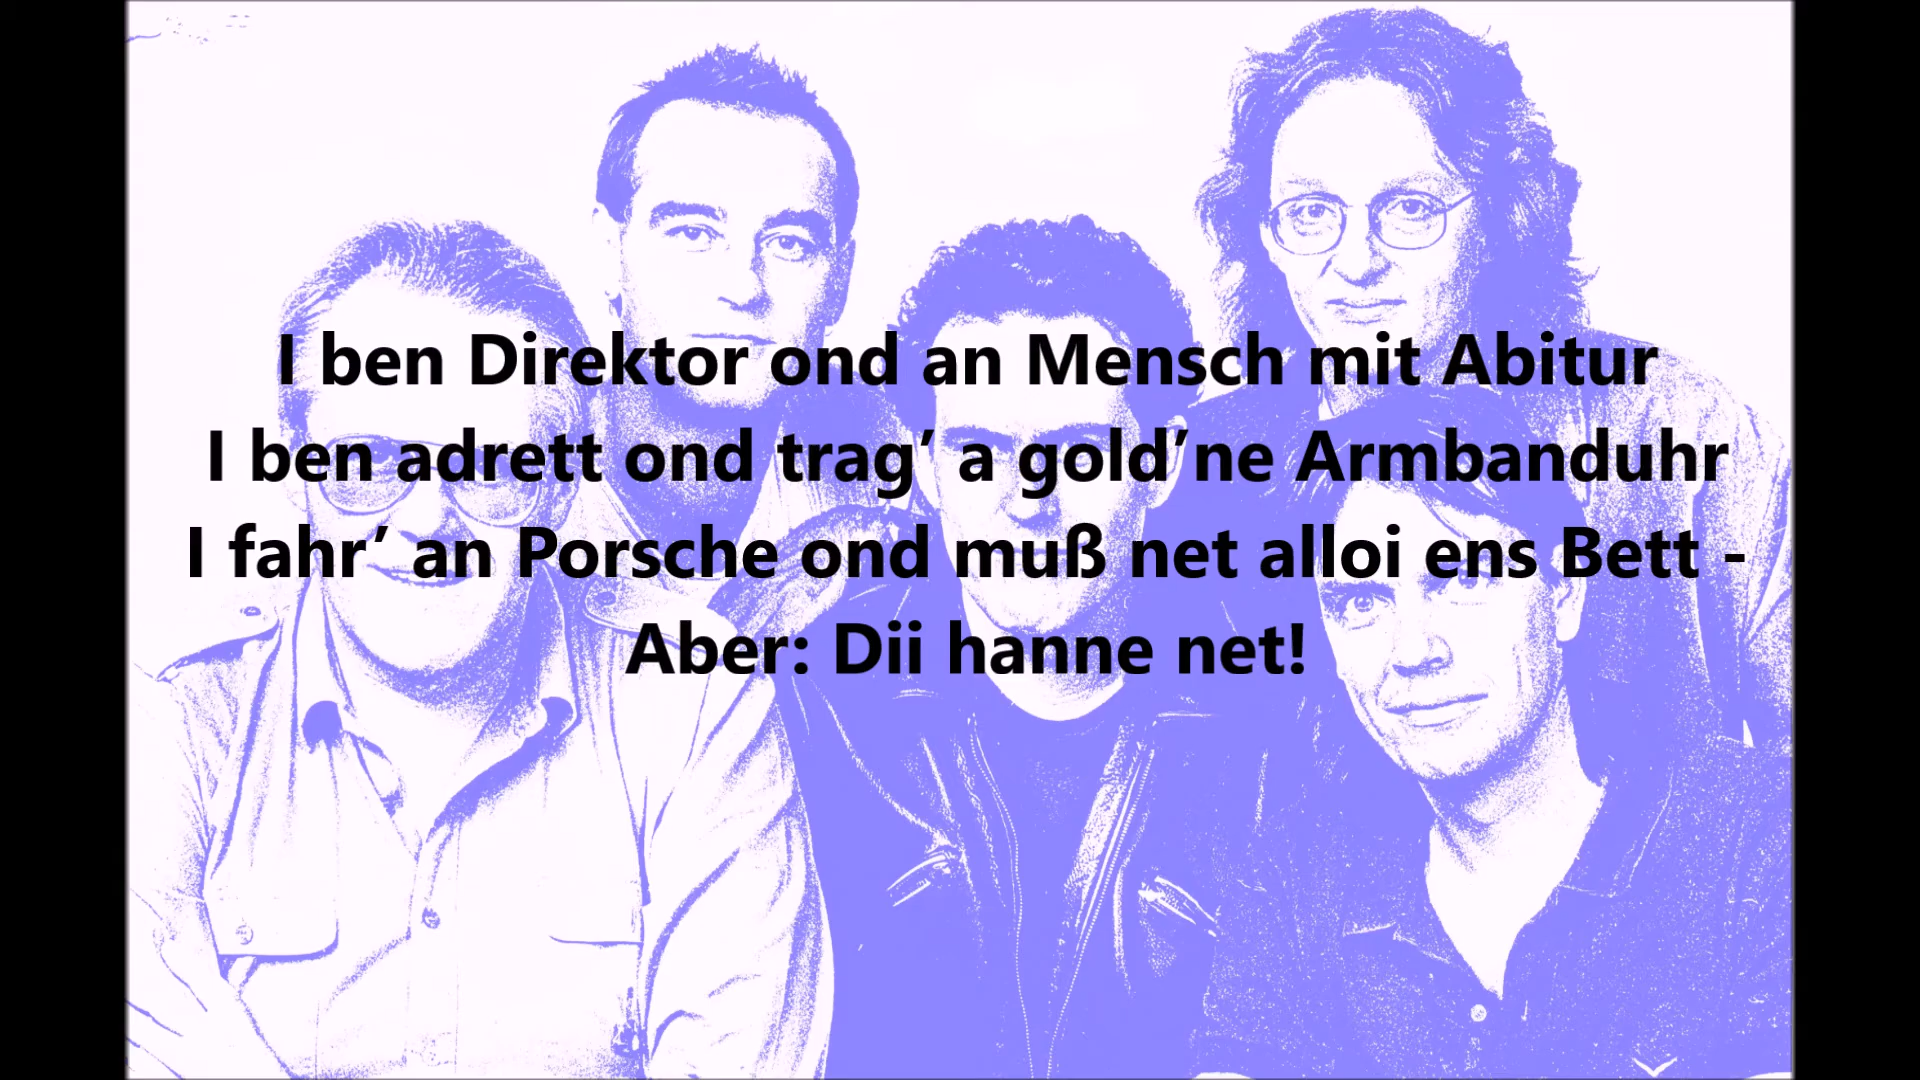 I ben Direktor ond an Mensch mit Abitur
I ben adrett ond trag’ a gold’ne Armbanduhr
I fahr’ an Porsche ond muß net alloi ens Bett -
Aber: Dii hanne net!